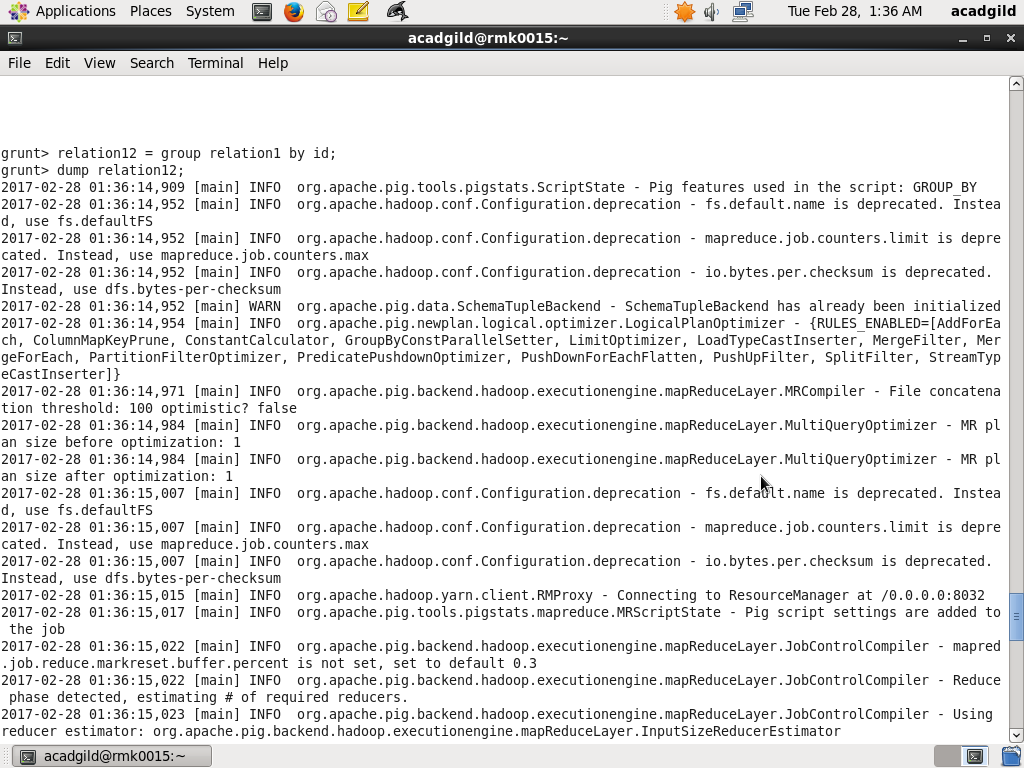 Applications Places System Tue Feb 28, 1:36 AM acadgild
acadgild@rmk0015:~
File Edit View Search Terminal Help
grunt> relation12 = group relation1 by id;
grunt> dump relation12;
2017-02-28 01:36:14,909 [main] INFO  org.apache.pig.tools.pigstats.ScriptState - Pig features used in the script: GROUP_BY
2017-02-28 01:36:14,952 [main] INFO  org.apache.hadoop.conf.Configuration.deprecation - fs.default.name is deprecated. Instea
d, use fs.defaultFS
2017-02-28 01:36:14,952 [main] INFO  org.apache.hadoop.conf.Configuration.deprecation - mapreduce.job.counters.limit is depre
cated. Instead, use mapreduce.job.counters.max
2017-02-28 01:36:14,952 [main] INFO  org.apache.hadoop.conf.Configuration.deprecation - io.bytes.per.checksum is deprecated.
Instead, use dfs.bytes-per-checksum
2017-02-28 01:36:14,952 [main] WARN  org.apache.pig.data.SchemaTupleBackend - SchemaTupleBackend has already been initialized
2017-02-28 01:36:14,954 [main] INFO  org.apache.pig.newplan.logical.optimizer.LogicalPlanOptimizer - {RULES_ENABLED=[AddForEa
ch, ColumnMapKeyPrune, ConstantCalculator, GroupByConstParallelSetter, LimitOptimizer, LoadTypeCastInserter, MergeFilter, Mer
geForEach, PartitionFilterOptimizer, PredicatePushdownOptimizer, PushDownForEachFlatten, PushUpFilter, SplitFilter, StreamTyp
eCastInserter]}
2017-02-28 01:36:14,971 [main] INFO  org.apache.pig.backend.hadoop.executionengine.mapReduceLayer.MRCompiler - File concatena
tion threshold: 100 optimistic? false
2017-02-28 01:36:14,984 [main] INFO  org.apache.pig.backend.hadoop.executionengine.mapReduceLayer.MultiQueryOptimizer - MR pl
an size before optimization: 1
2017-02-28 01:36:14,984 [main] INFO  org.apache.pig.backend.hadoop.executionengine.mapReduceLayer.MultiQueryOptimizer - MR pl
an size after optimization: 1
2017-02-28 01:36:15,007 [main] INFO  org.apache.hadoop.conf.Configuration.deprecation - fs.default.name is deprecated. Instea
d, use fs.defaultFS
2017-02-28 01:36:15,007 [main] INFO  org.apache.hadoop.conf.Configuration.deprecation - mapreduce.job.counters.limit is depre
cated. Instead, use mapreduce.job.counters.max
2017-02-28 01:36:15,007 [main] INFO  org.apache.hadoop.conf.Configuration.deprecation - io.bytes.per.checksum is deprecated.
Instead, use dfs.bytes-per-checksum
2017-02-28 01:36:15,015 [main] INFO  org.apache.hadoop.yarn.client.RMProxy - Connecting to ResourceManager at /0.0.0.0:8032
2017-02-28 01:36:15,017 [main] INFO  org.apache.pig.tools.pigstats.mapreduce.MRScriptState - Pig script settings are added to
 the job
2017-02-28 01:36:15,022 [main] INFO  org.apache.pig.backend.hadoop.executionengine.mapReduceLayer.JobControlCompiler - mapred
.job.reduce.markreset.buffer.percent is not set, set to default 0.3
2017-02-28 01:36:15,022 [main] INFO  org.apache.pig.backend.hadoop.executionengine.mapReduceLayer.JobControlCompiler - Reduce
 phase detected, estimating # of required reducers.
2017-02-28 01:36:15,023 [main] INFO  org.apache.pig.backend.hadoop.executionengine.mapReduceLayer.JobControlCompiler - Using
reducer estimator: org.apache.pig.backend.hadoop.executionengine.mapReduceLayer.InputSizeReducerEstimator
acadgild@rmk0015:~